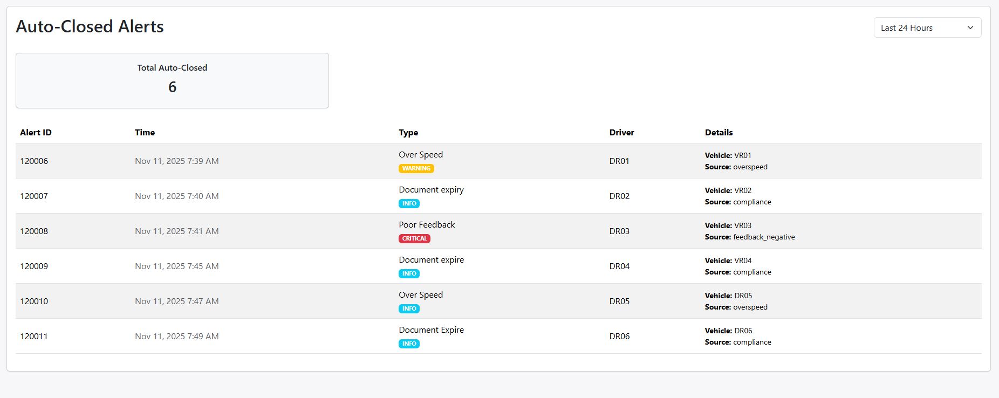 Auto-Closed Alerts
Last 24 Hours
Total Auto-Closed
6
Alert ID Time Type Driver Details
120006 Nov 11, 2025 7:39 AM Over Speed WARNING DR01 Vehicle: VR01
Source: overspeed
120007 Nov 11, 2025 7:40 AM Document expiry INFO DR02 Vehicle: VR02
Source: compliance
120008 Nov 11, 2025 7:41 AM Poor Feedback CRITICAL DR03 Vehicle: VR03
Source: feedback_negative
120009 Nov 11, 2025 7:45 AM Document expire INFO DR04 Vehicle: VR04
Source: compliance
120010 Nov 11, 2025 7:47 AM Over Speed INFO DR05 Vehicle: DR05
Source: overspeed
120011 Nov 11, 2025 7:49 AM Document Expire INFO DR06 Vehicle: DR06
Source: compliance